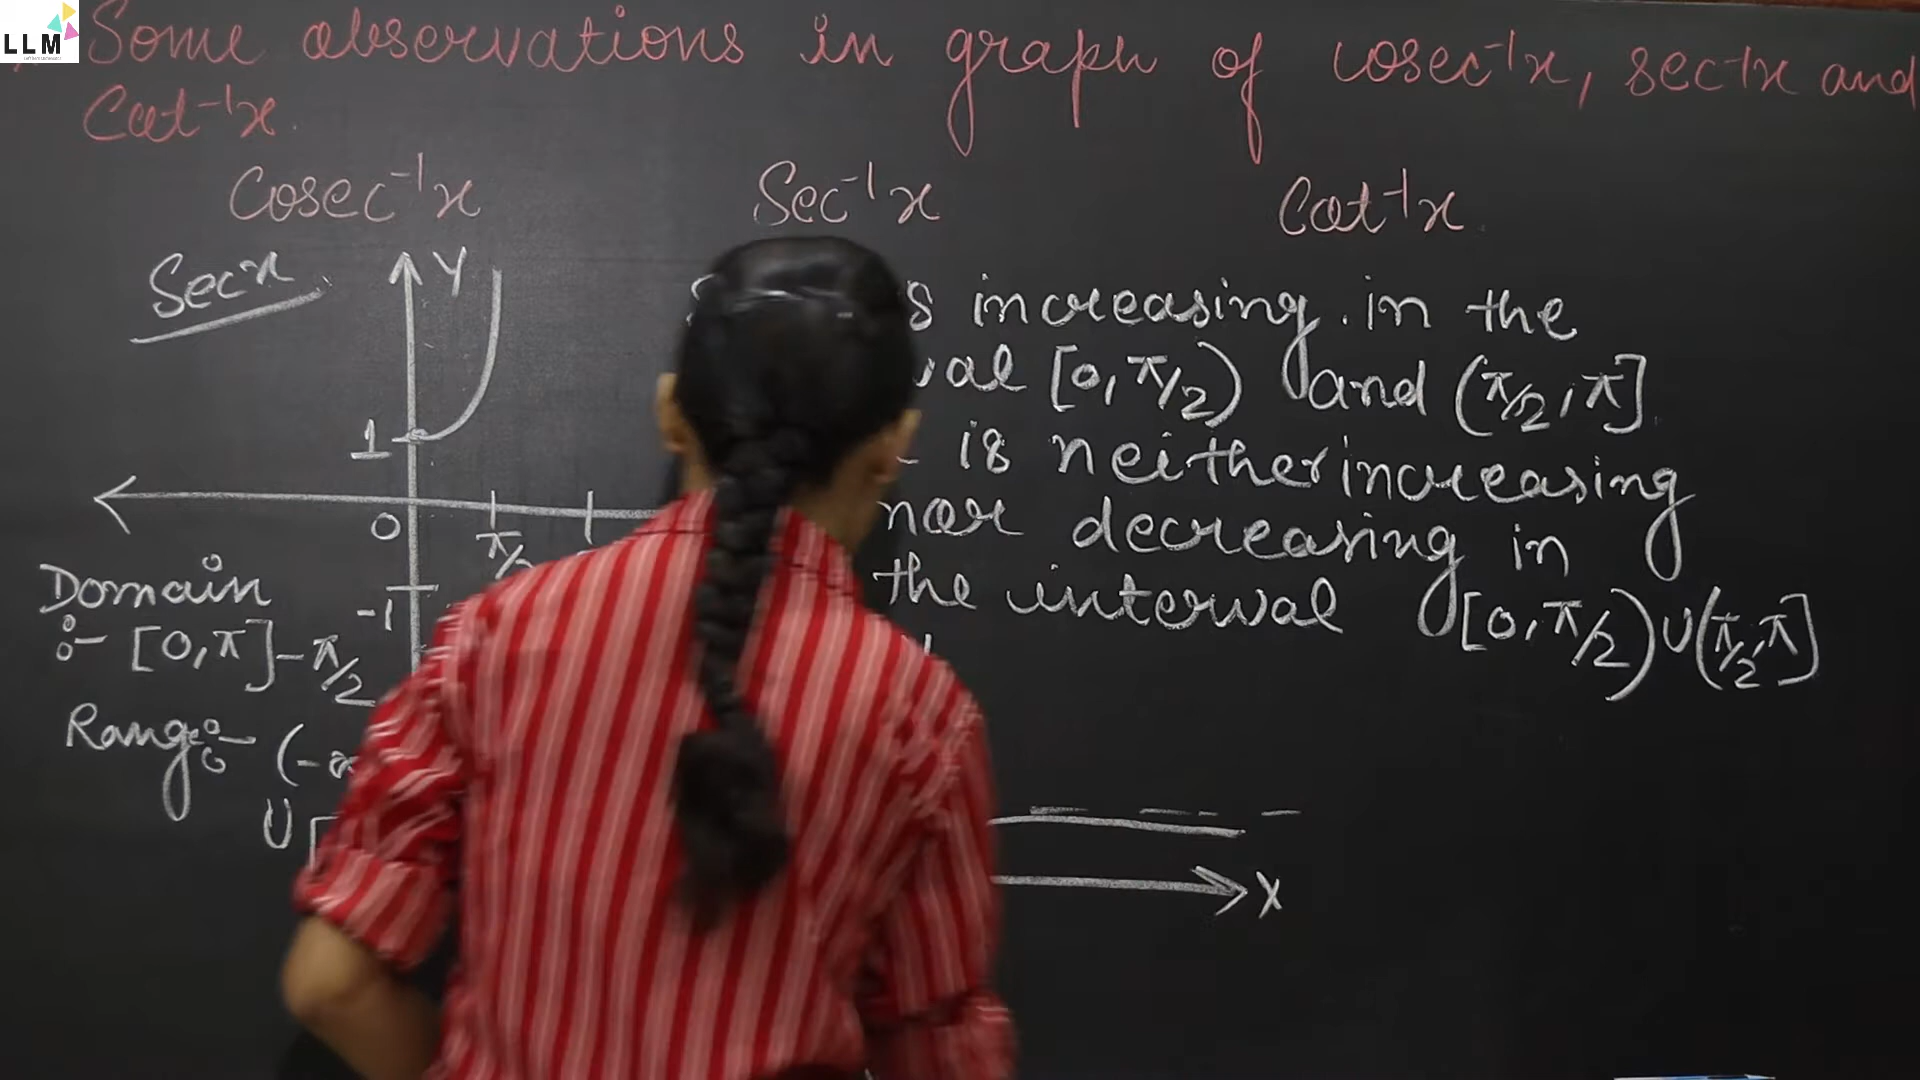 LLM
Some observations in graph of cosec⁻¹x, sec⁻¹x and
Cot⁻¹x.
Cosec⁻¹x
Sec⁻¹x
Cot⁻¹x
Sec x
Y
1
0
π/2
-1
Domain
:- [0,π]-π/2
Range:- (-∞
U [
s increasing in the
val [0,π/2) and (π/2,π]
is neither increasing
nor decreasing in
the interval [0,π/2)U(π/2,π]
X